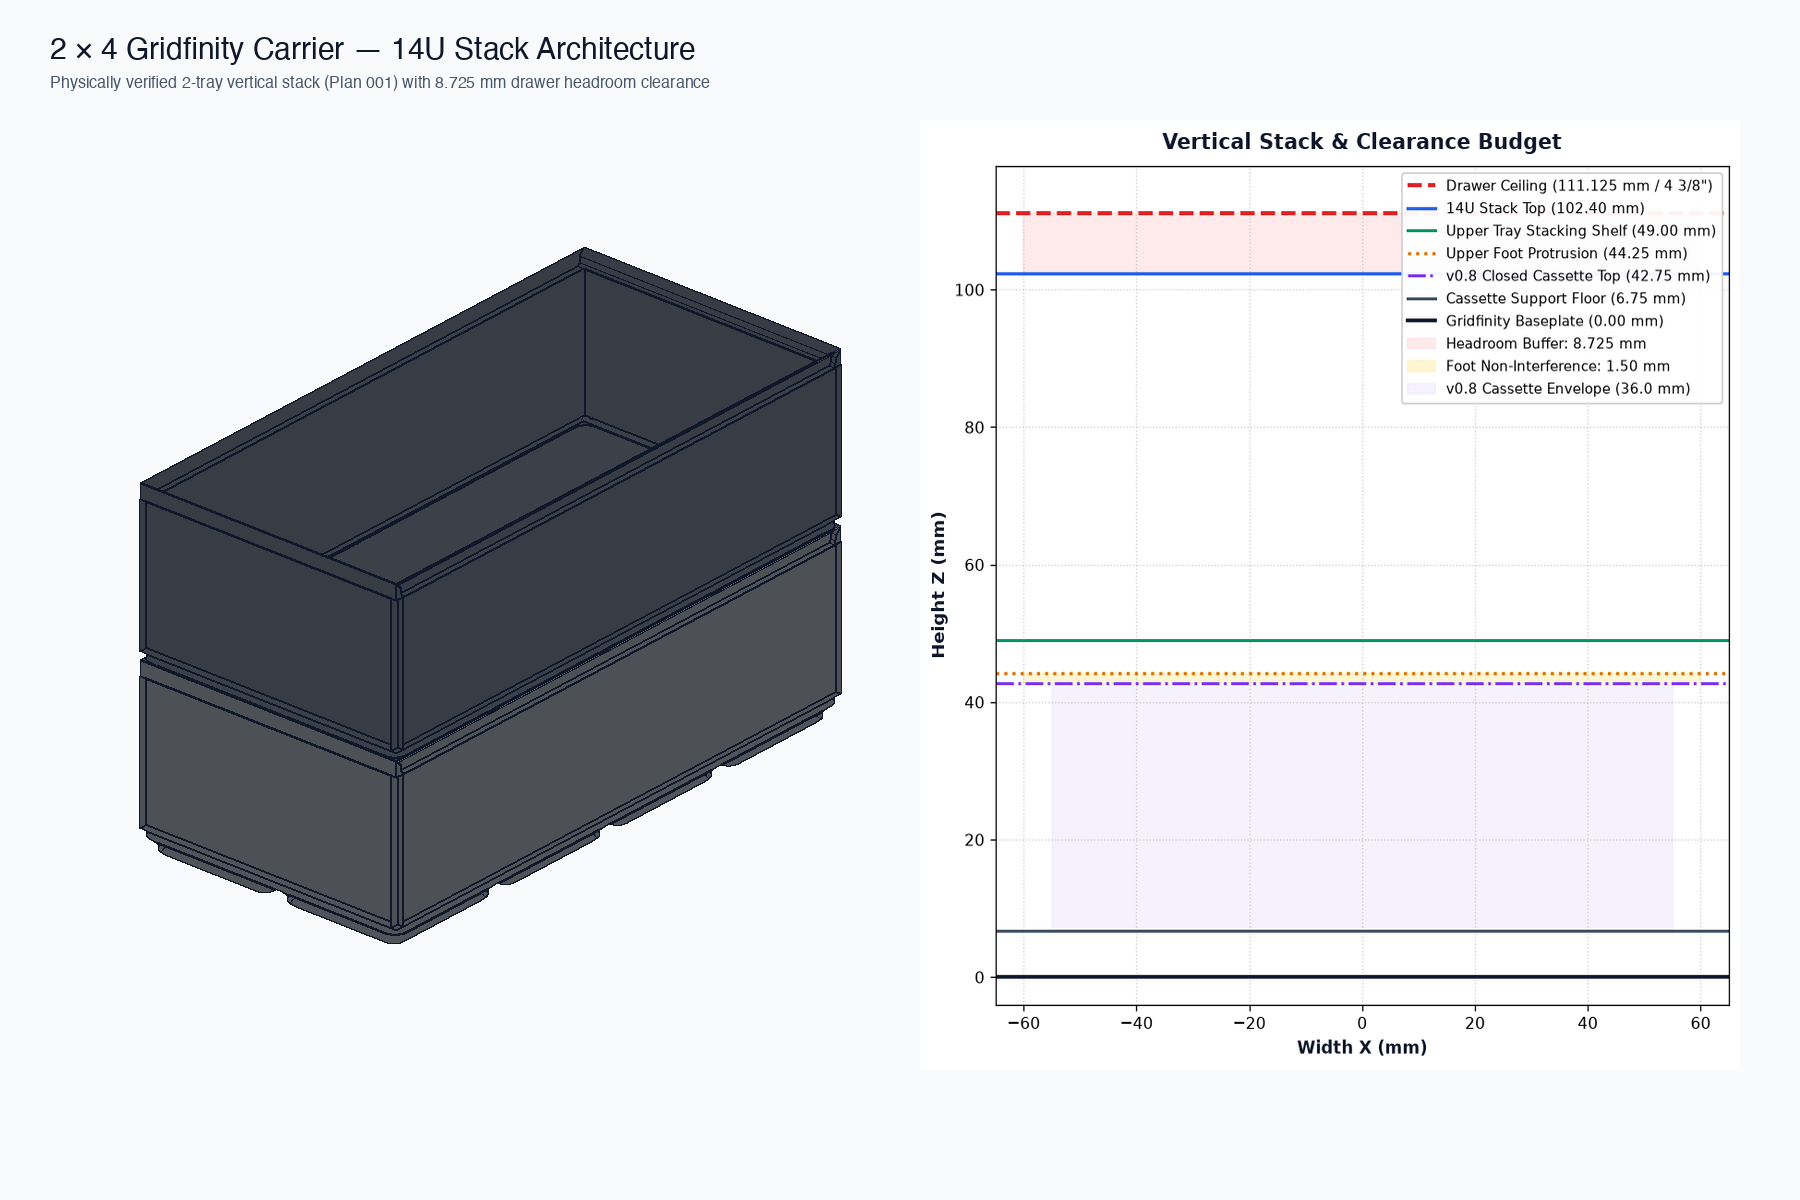 2 × 4 Gridfinity Carrier — 14U Stack Architecture
Physically verified 2-tray vertical stack (Plan 001) with 8.725 mm drawer headroom clearance
Vertical Stack & Clearance Budget
Drawer Ceiling (111.125 mm / 4 3/8")
14U Stack Top (102.40 mm)
Upper Tray Stacking Shelf (49.00 mm)
Upper Foot Protrusion (44.25 mm)
v0.8 Closed Cassette Top (42.75 mm)
Cassette Support Floor (6.75 mm)
Gridfinity Baseplate (0.00 mm)
Headroom Buffer: 8.725 mm
Foot Non-Interference: 1.50 mm
v0.8 Cassette Envelope (36.0 mm)
Height Z (mm)
100
80
60
40
20
0
−60 −40 −20 0 20 40 60
Width X (mm)